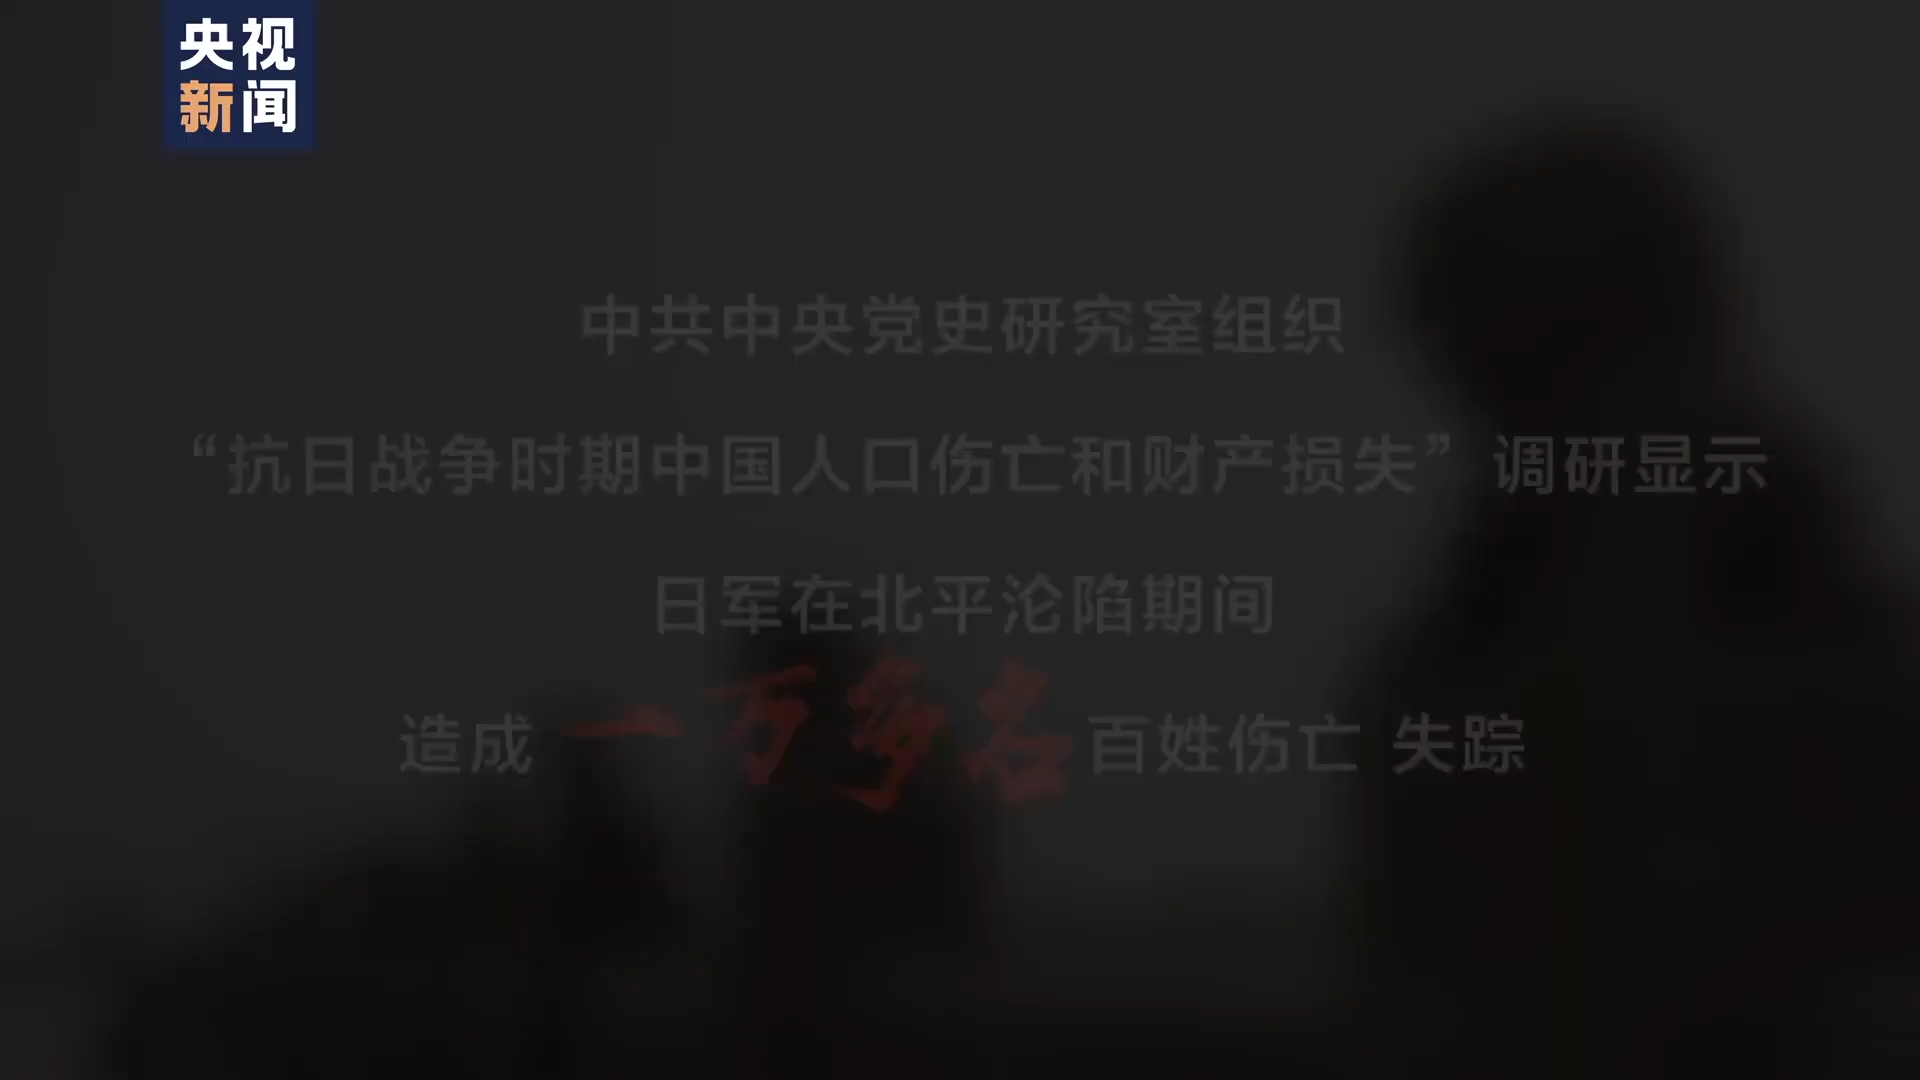 央视
新闻
中共中央党史研究室组织
“抗日战争时期中国人口伤亡和财产损失”调研显示
日军在北平沦陷期间
造成一万多名百姓伤亡 失踪